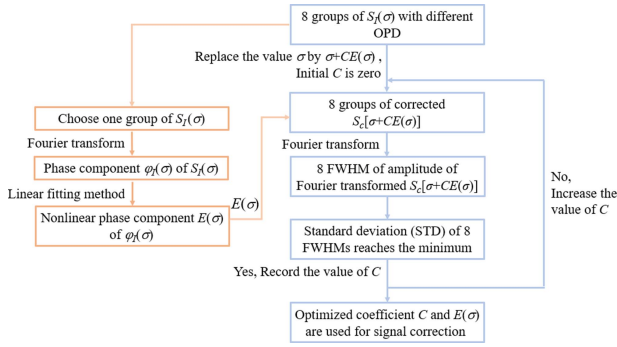 8 groups of S_I(σ) with different
OPD
Replace the value σ by σ+CE(σ) ,
Initial C is zero
Choose one group of S_I(σ)
Fourier transform
Phase component φ_I(σ) of S_I(σ)
Linear fitting method
Nonlinear phase component E(σ)
of φ_I(σ)
E(σ)
8 groups of corrected
S_c[σ+CE(σ)]
Fourier transform
8 FWHM of amplitude of
Fourier transformed S_c[σ+CE(σ)]
Standard deviation (STD) of 8
FWHMs reaches the minimum
No,
Increase the
value of C
Yes, Record the value of C
Optimized coefficient C and E(σ)
are used for signal correction